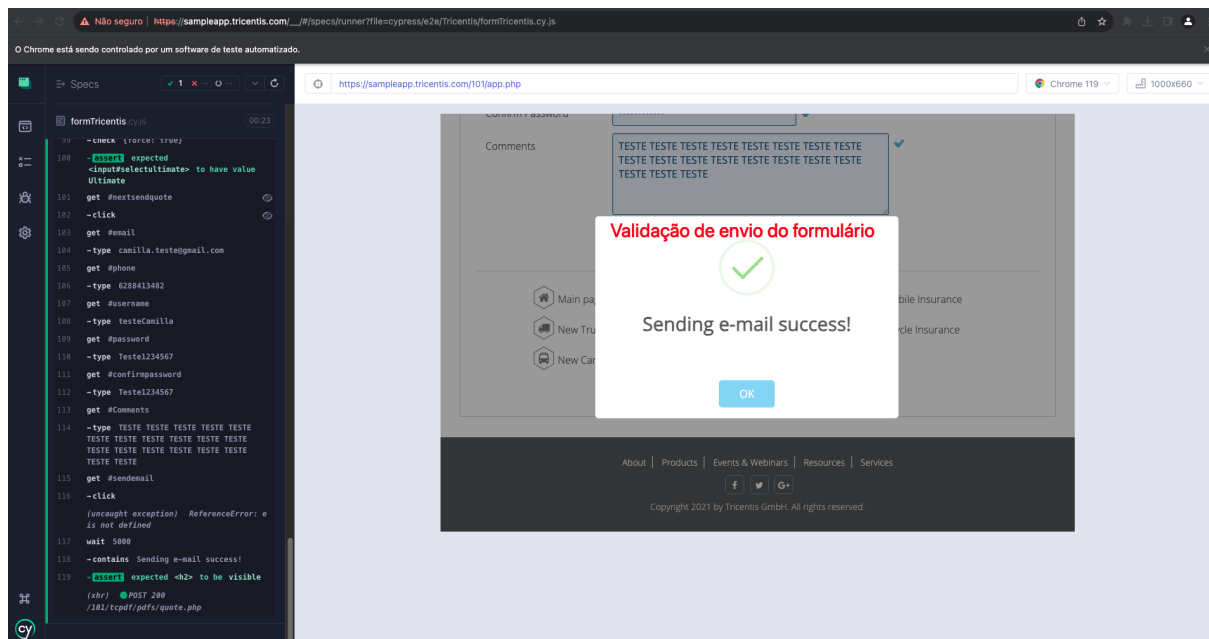 Não seguro | https://sampleapp.tricentis.com/__/#/specs/runner?file=cypress/e2e/Tricentis/formTricentis.cy.js
O Chrome está sendo controlado por um software de teste automatizado.
Specs
1
--
--
https://sampleapp.tricentis.com/101/app.php
Chrome 119
1000x660
formTricentis.cy.js
00:23
99 -check {force: true}
100 -assert expected
<input#selectultimate> to have value
Ultimate
101 get #nextsendquote
102 -click
103 get #email
104 -type camilla.teste@gmail.com
105 get #phone
106 -type 6288413482
107 get #username
108 -type testeCamilla
109 get #password
110 -type Teste1234567
111 get #confirmpassword
112 -type Teste1234567
113 get #Comments
114 -type TESTE TESTE TESTE TESTE TESTE
TESTE TESTE TESTE TESTE TESTE TESTE
TESTE TESTE TESTE TESTE TESTE TESTE
TESTE TESTE
115 get #sendemail
116 -click
(uncaught exception) ReferenceError: e
is not defined
117 wait 5000
118 -contains Sending e-mail success!
119 -assert expected <h2> to be visible
(xhr) POST 200
/101/tcpdf/pdfs/quote.php
cy
Confirm Password
Comments
TESTE TESTE TESTE TESTE TESTE TESTE TESTE TESTE
TESTE TESTE TESTE TESTE TESTE TESTE TESTE TESTE
TESTE TESTE TESTE
Validação de envio do formulário
Sending e-mail success!
OK
Main pa
bile Insurance
New Tru
cle Insurance
New Car
About | Products | Events & Webinars | Resources | Services
Copyright 2021 by Tricentis GmbH. All rights reserved.